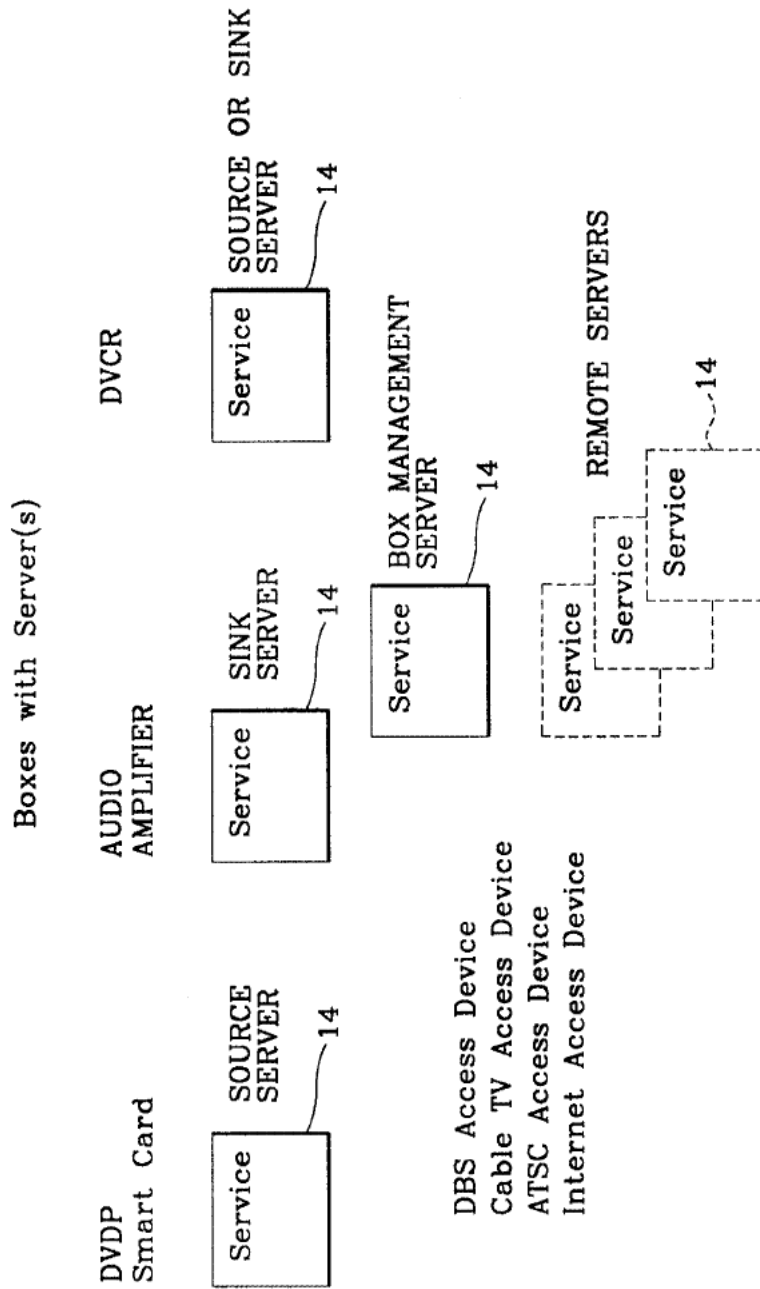 Boxes with Server(s)
DVDP
Smart Card
AUDIO
AMPLIFIER
DVCR
Service
SOURCE
SERVER
14
Service
SINK
SERVER
14
Service
SOURCE OR SINK
SERVER
14
Service
BOX MANAGEMENT
SERVER
14
DBS Access Device
Cable TV Access Device
ATSC Access Device
Internet Access Device
Service
Service
Service
REMOTE SERVERS
14